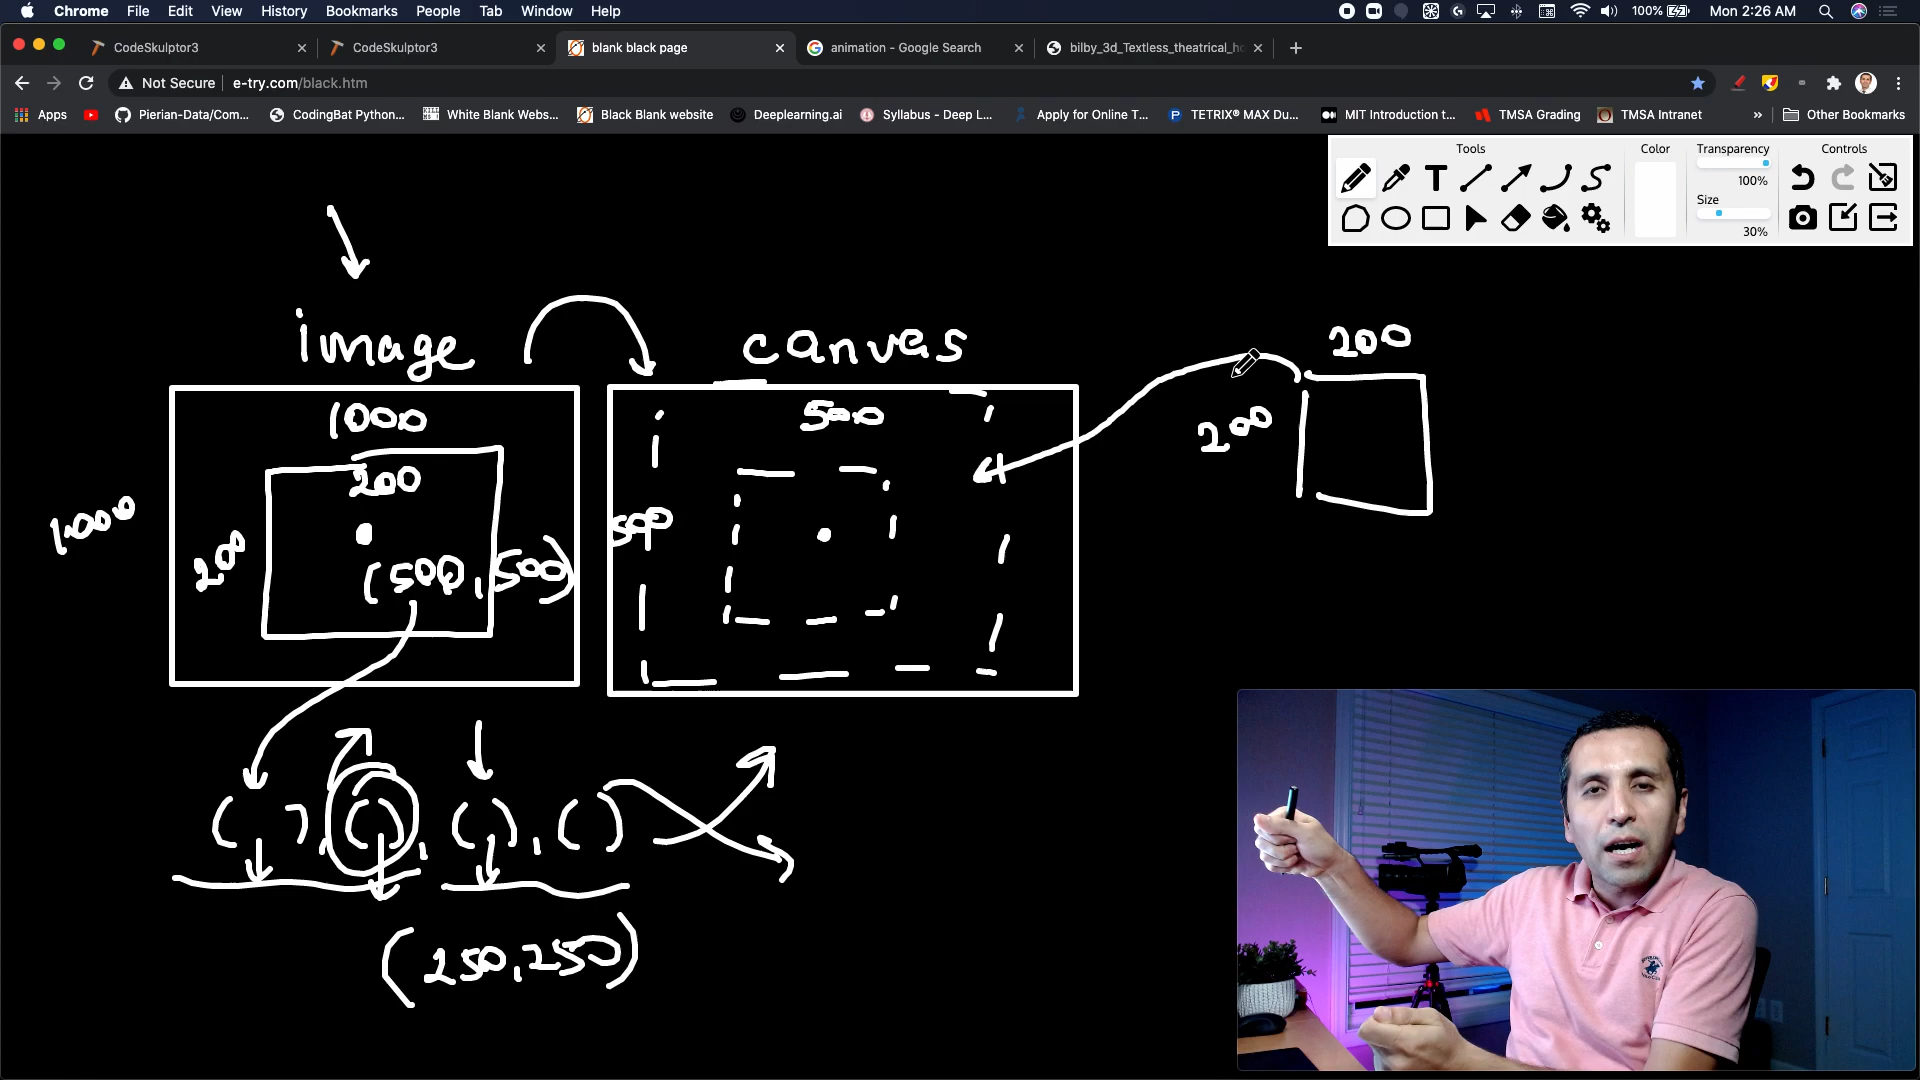 Chrome File Edit View History Bookmarks People Tab Window Help
100% Mon 2:26 AM
CodeSkulptor3
CodeSkulptor3
blank black page
animation - Google Search
bilby_3d_Textless_theatrical_ho
Not Secure e-try.com/black.htm
Apps
Pierian-Data/Com...
CodingBat Python...
White Blank Webs...
Black Blank website
Deeplearning.ai
Syllabus - Deep L...
Apply for Online T...
TETRIX® MAX Du...
MIT Introduction t...
TMSA Grading
TMSA Intranet
»
Other Bookmarks
Tools
Color
Transparency
Controls
100%
T
Size
30%
image
canvas
200
1000
500
200
200
1000
500
200
(500, 500)
( ), ( ), ( ), ( )
(250, 250)